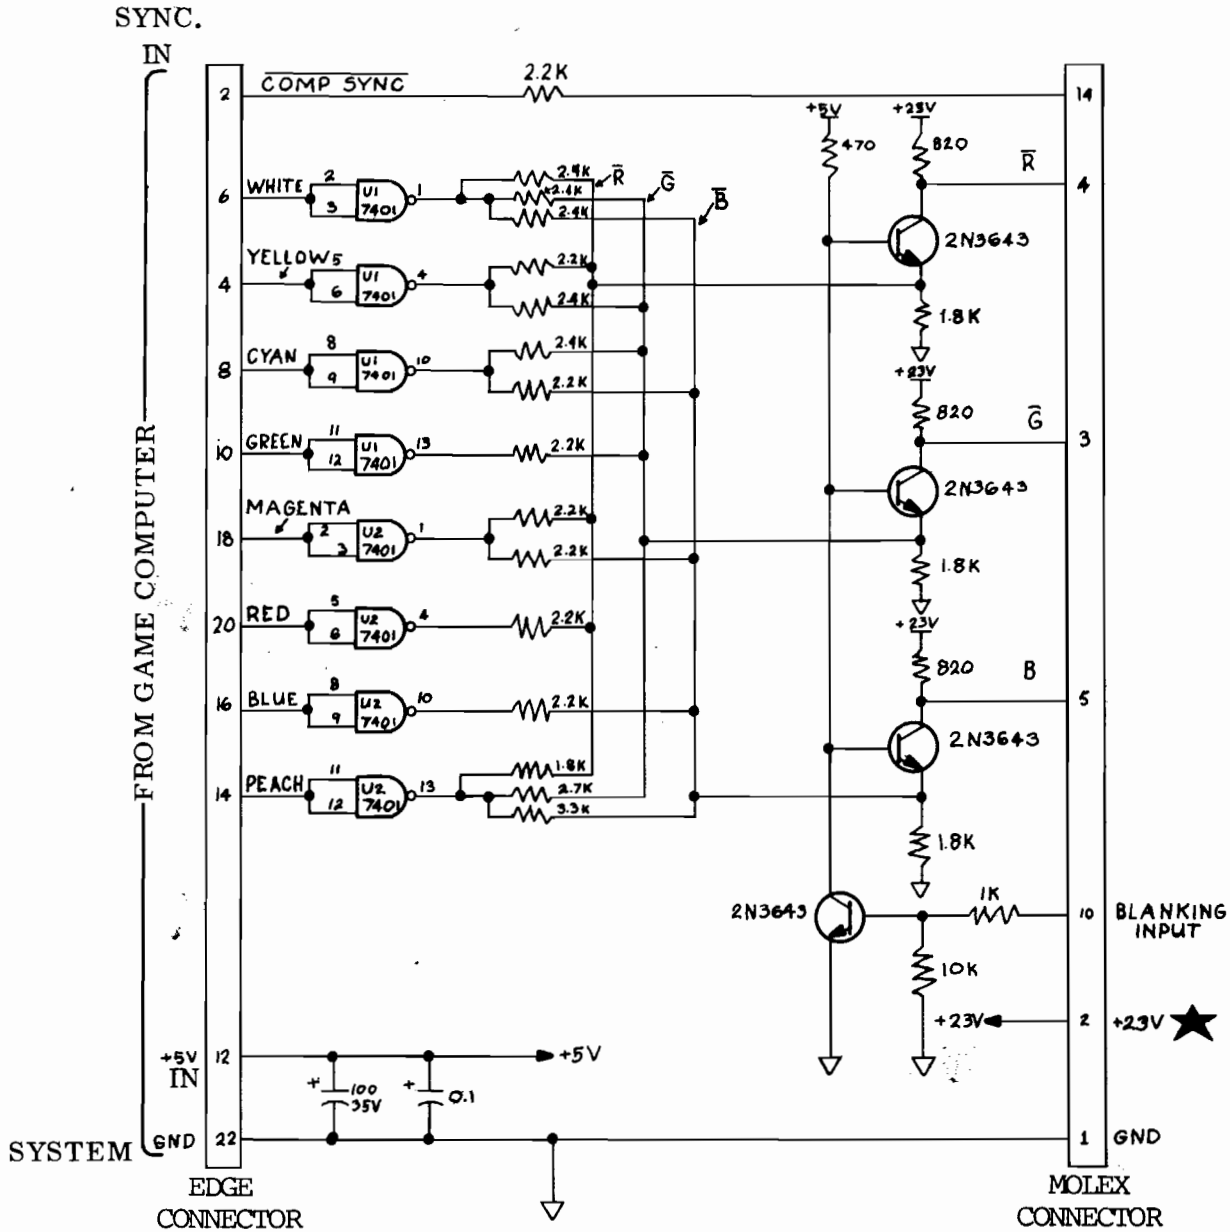 SYNC.
IN
2
COMP SYNC
2.2K
14
+5V
+23V
470
820
R̅
4
6
WHITE
2
3
U1
7401
1
2.4K
2.4K
2.4K
R̅
G̅
B̅
2N3643
4
YELLOW
5
6
U1
7401
4
2.2K
2.4K
1.8K
8
CYAN
8
9
U1
7401
10
2.4K
2.2K
+23V
820
G̅
3
10
GREEN
11
12
U1
7401
13
2.2K
2N3643
18
MAGENTA
2
3
U2
7401
1
2.2K
2.2K
1.8K
20
RED
5
6
U2
7401
4
2.2K
+23V
820
B
5
16
BLUE
8
9
U2
7401
10
2.2K
2N3643
14
PEACH
11
12
U2
7401
13
1.8K
2.7K
3.3K
1.8K
FROM GAME COMPUTER
2N3643
1K
10
BLANKING
INPUT
10K
+23V
2
+23V
+5V
IN
12
+5V
+
100
35V
+
0.1
SYSTEM
GND
22
1
GND
EDGE
CONNECTOR
MOLEX
CONNECTOR